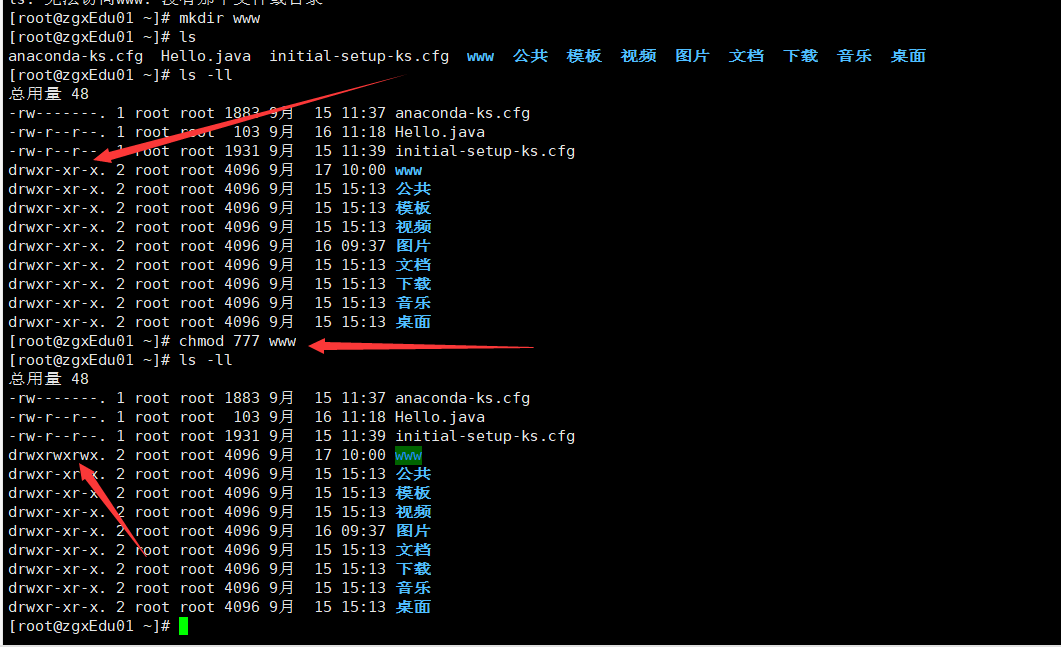 ls: 无法访问www: 没有那个文件或目录
[root@zgxEdu01 ~]# mkdir www
[root@zgxEdu01 ~]# ls
anaconda-ks.cfg  Hello.java  initial-setup-ks.cfg  www  公共  模板  视频  图片  文档  下载  音乐  桌面
[root@zgxEdu01 ~]# ls -ll
总用量 48
-rw-------. 1 root root 1883 9月  15 11:37 anaconda-ks.cfg
-rw-r--r--. 1 root root  103 9月  16 11:18 Hello.java
-rw-r--r--. 1 root root 1931 9月  15 11:39 initial-setup-ks.cfg
drwxr-xr-x. 2 root root 4096 9月  17 10:00 www
drwxr-xr-x. 2 root root 4096 9月  15 15:13 公共
drwxr-xr-x. 2 root root 4096 9月  15 15:13 模板
drwxr-xr-x. 2 root root 4096 9月  15 15:13 视频
drwxr-xr-x. 2 root root 4096 9月  16 09:37 图片
drwxr-xr-x. 2 root root 4096 9月  15 15:13 文档
drwxr-xr-x. 2 root root 4096 9月  15 15:13 下载
drwxr-xr-x. 2 root root 4096 9月  15 15:13 音乐
drwxr-xr-x. 2 root root 4096 9月  15 15:13 桌面
[root@zgxEdu01 ~]# chmod 777 www
[root@zgxEdu01 ~]# ls -ll
总用量 48
-rw-------. 1 root root 1883 9月  15 11:37 anaconda-ks.cfg
-rw-r--r--. 1 root root  103 9月  16 11:18 Hello.java
-rw-r--r--. 1 root root 1931 9月  15 11:39 initial-setup-ks.cfg
drwxrwxrwx. 2 root root 4096 9月  17 10:00 www
drwxr-xr-x. 2 root root 4096 9月  15 15:13 公共
drwxr-xr-x. 2 root root 4096 9月  15 15:13 模板
drwxr-xr-x. 2 root root 4096 9月  15 15:13 视频
drwxr-xr-x. 2 root root 4096 9月  16 09:37 图片
drwxr-xr-x. 2 root root 4096 9月  15 15:13 文档
drwxr-xr-x. 2 root root 4096 9月  15 15:13 下载
drwxr-xr-x. 2 root root 4096 9月  15 15:13 音乐
drwxr-xr-x. 2 root root 4096 9月  15 15:13 桌面
[root@zgxEdu01 ~]#